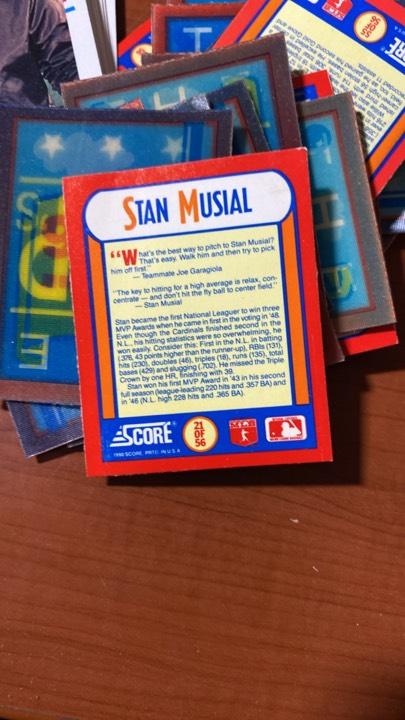 STAN MUSIAL
"What's the best way to pitch to Stan Musial?
That's easy. Walk him and then try to pick
him off first."
— Teammate Joe Garagiola
"The key to hitting for a high average is relax, con-
centrate — and don't hit the fly ball to center field."
— Stan Musial
Stan became the first National Leaguer to win three
MVP Awards when he came in first in the voting in '48.
Even though the Cardinals finished second in the
N.L., his hitting statistics were so overwhelming, he
won easily. Consider this: First in the N.L. in batting
(.376, 43 points higher than the runner-up), RBIs (131),
hits (230), doubles (46), triples (18), runs (135), total
bases (429) and slugging (.702). He missed the Triple
Crown by one HR, finishing with 39.
Stan won his first MVP Award in '43 in his second
full season (league-leading 220 hits and .357 BA) and
in '46 (N.L. high 228 hits and .365 BA).
SCORE
21
OF
56
© 1990 SCORE, PRTD. IN U.S.A.